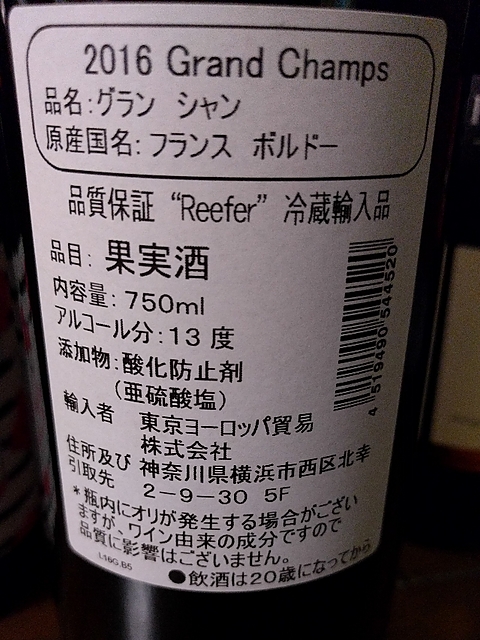 2016 Grand Champs
品名:グラン シャン
原産国名:フランス ボルドー
品質保証 “Reefer” 冷蔵輸入品
品目: 果実酒
内容量: 750ml
アルコール分:13 度
添加物:酸化防止剤
(亜硫酸塩)
輸入者 東京ヨーロッパ貿易
株式会社
住所及び
引取先 神奈川県横浜市西区北幸
2-9-30 5F
*瓶内にオリが発生する場合がござい
ますが、ワイン由来の成分ですので
品質に影響はございません。
L16G.B5
●飲酒は20歳になってから
4 519490 544520